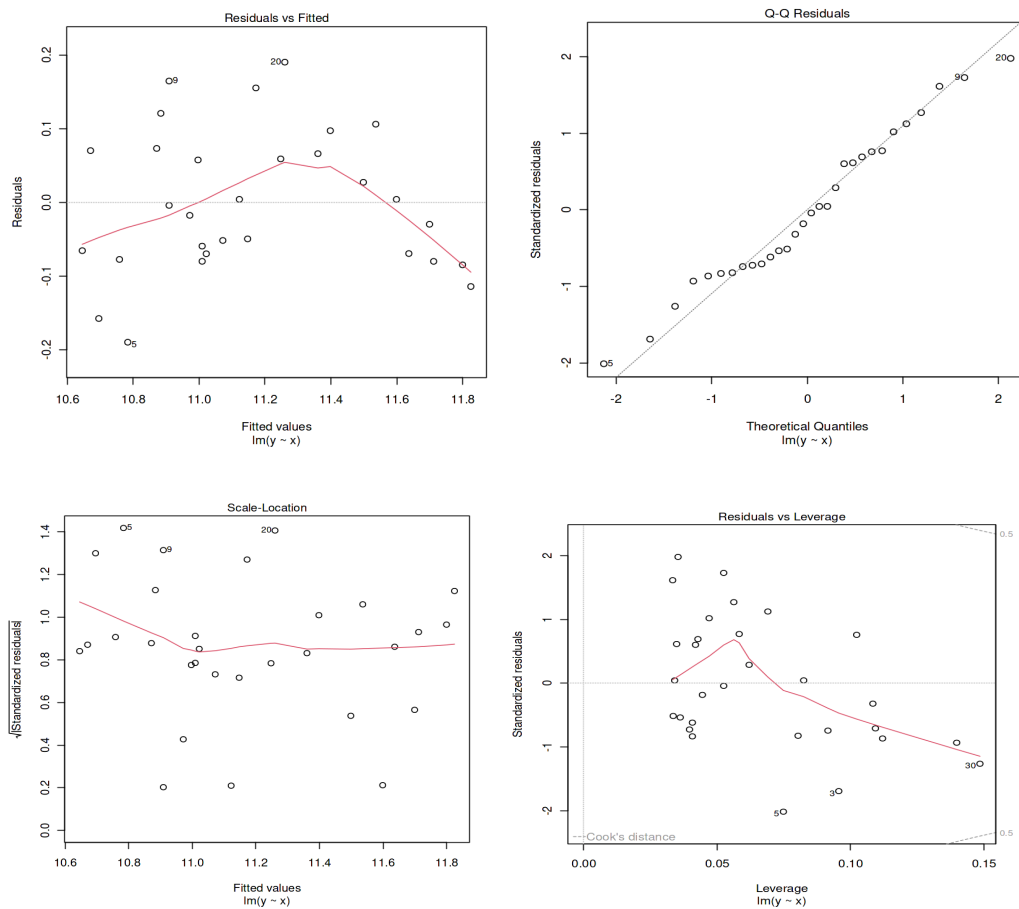 Residuals vs Fitted
Residuals
0.2
0.1
0.0
-0.1
-0.2
20
9
5
10.6 10.8 11.0 11.2 11.4 11.6 11.8
Fitted values
lm(y ~ x)
Q-Q Residuals
Standardized residuals
2
1
0
-1
-2
20
9
5
-2 -1 0 1 2
Theoretical Quantiles
lm(y ~ x)
Scale-Location
√|Standardized residuals|
1.4
1.2
1.0
0.8
0.6
0.4
0.2
0.0
5
20
9
10.6 10.8 11.0 11.2 11.4 11.6 11.8
Fitted values
lm(y ~ x)
Residuals vs Leverage
Standardized residuals
2
1
0
-1
-2
0.5
30
3
5
0.5
Cook's distance
0.00 0.05 0.10 0.15
Leverage
lm(y ~ x)